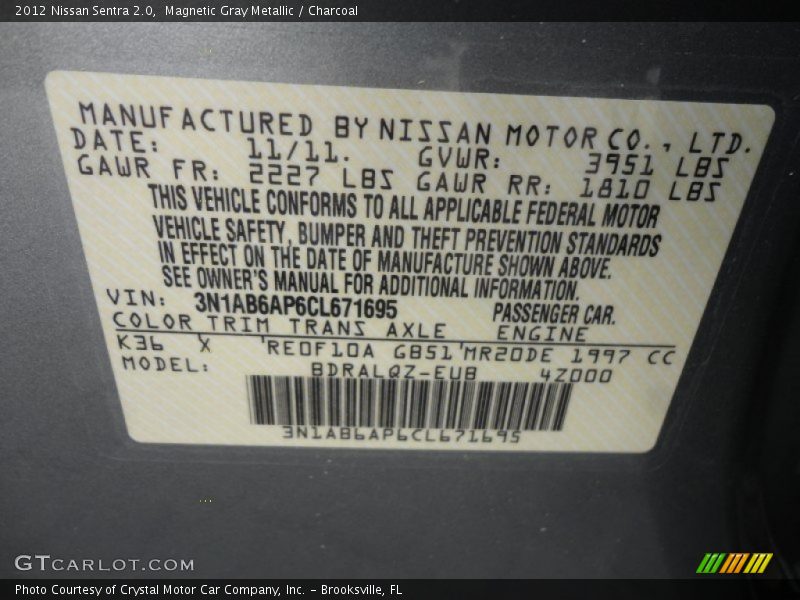 2012 Nissan Sentra 2.0, Magnetic Gray Metallic / Charcoal
MANUFACTURED BY NISSAN MOTOR CO., LTD.
DATE: 11/11. GVWR: 3951 LBS
GAWR FR: 2227 LBS GAWR RR: 1810 LBS
THIS VEHICLE CONFORMS TO ALL APPLICABLE FEDERAL MOTOR
VEHICLE SAFETY, BUMPER AND THEFT PREVENTION STANDARDS
IN EFFECT ON THE DATE OF MANUFACTURE SHOWN ABOVE.
SEE OWNER'S MANUAL FOR ADDITIONAL INFORMATION.
VIN: 3N1AB6AP6CL671695 PASSENGER CAR.
COLOR TRIM TRANS AXLE ENGINE
K36 X 'RE0F10A GB51'MR20DE 1997 CC
MODEL: BDRALQZ-EUB 4Z000
3N1AB6AP6CL671695
GTCARLOT.COM
Photo Courtesy of Crystal Motor Car Company, Inc. - Brooksville, FL